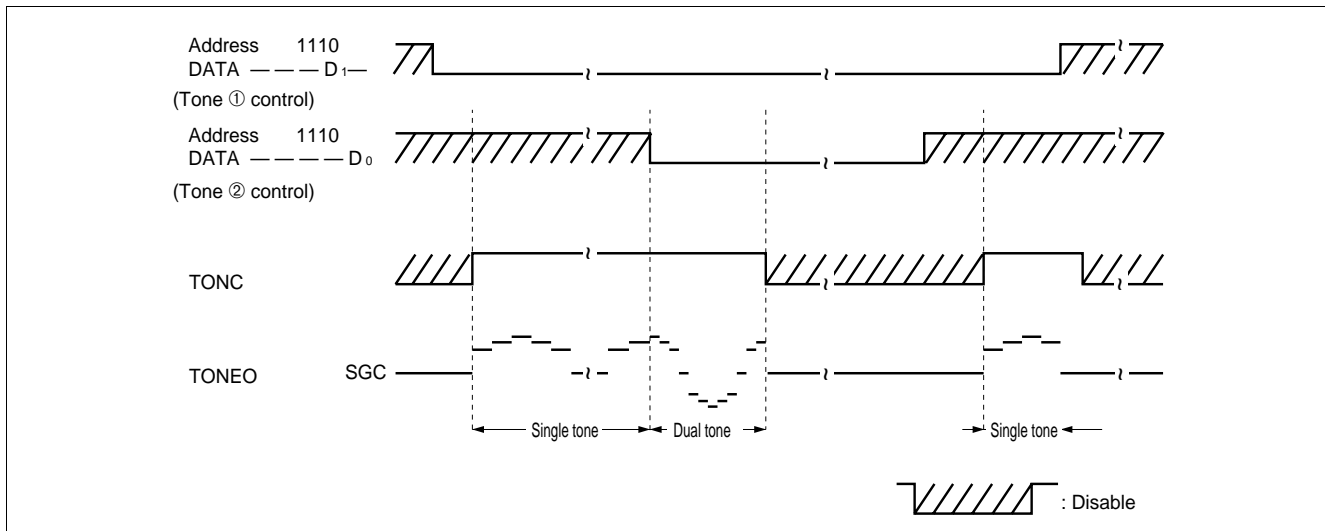 Address 1110
DATA — — — D1—
(Tone ① control)
Address 1110
DATA — — — — D0
(Tone ② control)
TONC
TONEO SGC
Single tone Dual tone Single tone
: Disable